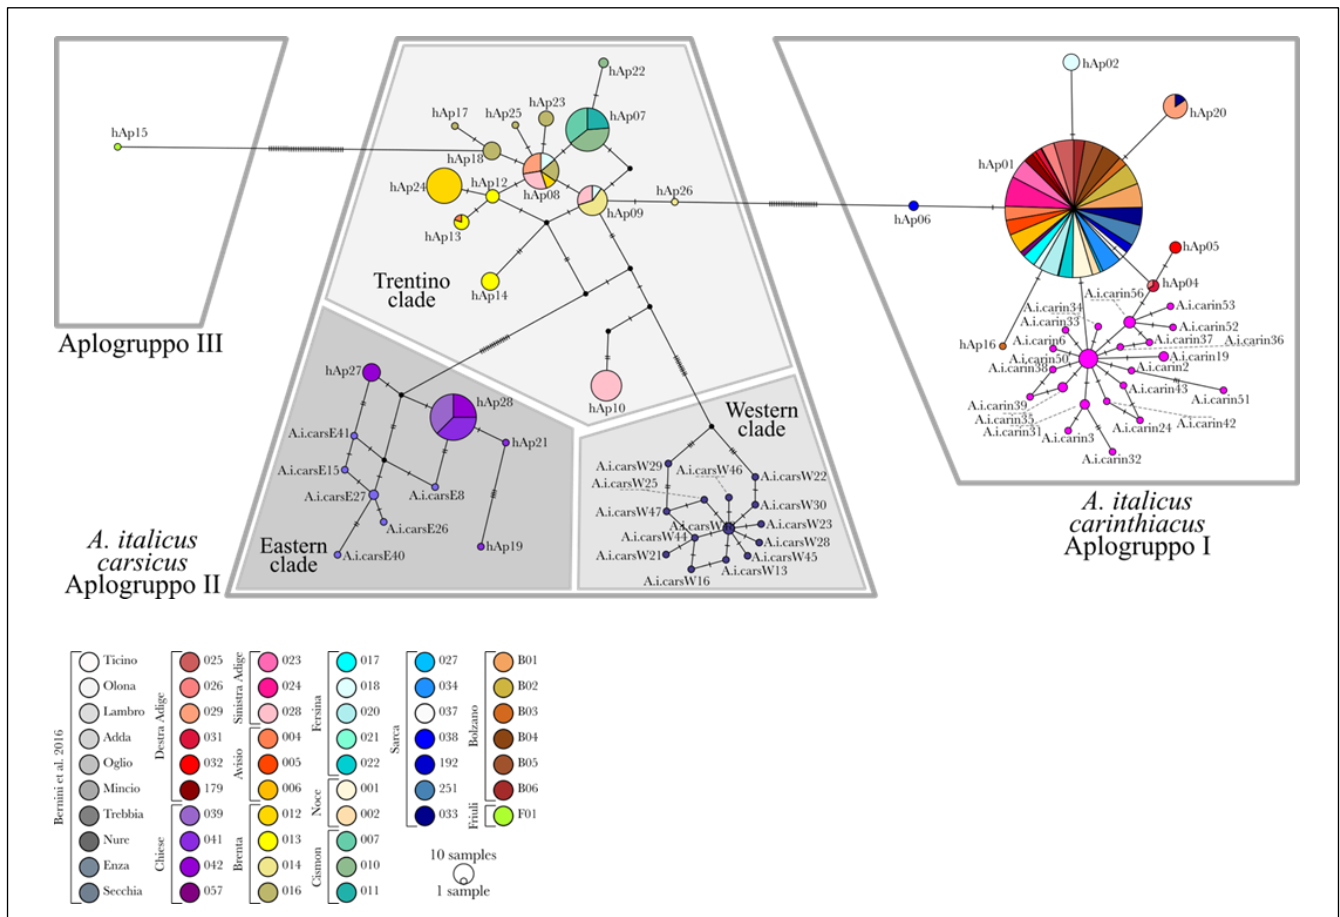 hAp15
Aplogruppo III
hAp22
hAp17
hAp25
hAp23
hAp07
hAp18
hAp24
hAp12
hAp08
hAp09
hAp26
hAp13
hAp14
hAp10
Trentino
clade
hAp27
hAp28
hAp21
A.i.carsE41
A.i.carsE15
A.i.carsE27
A.i.carsE8
A.i.carsE26
A.i.carsE40
hAp19
Eastern
clade
A. italicus
carsicus
Aplogruppo II
Western
clade
A.i.carsW29
A.i.carsW46
A.i.carsW22
A.i.carsW25
A.i.carsW47
A.i.carsW30
A.i.carsW23
A.i.carsW44
A.i.carsW28
A.i.carsW21
A.i.carsW45
A.i.carsW13
A.i.carsW16
hAp02
hAp20
hAp01
hAp06
hAp05
hAp04
hAp16
A.i.carin56
A.i.carin34
A.i.carin53
A.i.carin33
A.i.carin52
A.i.carin6
A.i.carin37
A.i.carin36
A.i.carin50
A.i.carin19
A.i.carin38
A.i.carin2
A.i.carin43
A.i.carin51
A.i.carin39
A.i.carin35
A.i.carin24
A.i.carin42
A.i.carin31
A.i.carin3
A.i.carin32
A. italicus
carinthiacus
Aplogruppo I
Bernini et al. 2016
Ticino
Olona
Lambro
Adda
Oglio
Mincio
Trebbia
Nure
Enza
Secchia
Destra Adige
025
026
029
031
032
179
Chiese
039
041
042
057
Sinistra Adige
023
024
028
Avisio
004
005
006
Brenta
012
013
014
016
Fersina
017
018
020
021
022
Noce
001
002
Cismon
007
010
011
Sarca
027
034
037
038
192
251
033
Bolzano
B01
B02
B03
B04
B05
B06
Friuli
F01
10 samples
1 sample